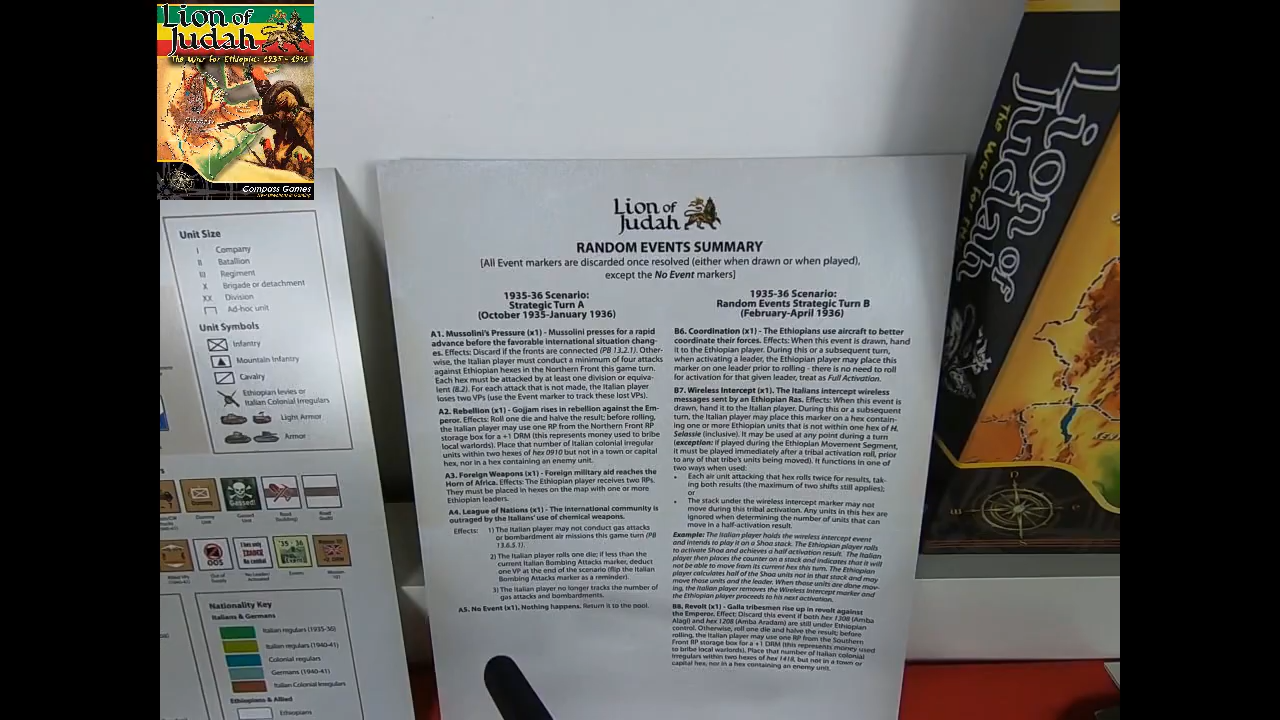 Lion of
Judah
The War for Ethiopia: 1935-1941
Compass Games
Unit Size
I Company
II Batallion
III Regiment
X Brigade or detachment
XX Division
Ad-hoc unit
Unit Symbols
Infantry
Mountain Infantry
Cavalry
Ethiopian levies or
Italian Colonial Irregulars
Light Armor
Armor
Gassed!
Nationality Key
Italians & Germans
Italian regulars (1935-36)
Italian regulars (1940-41)
Colonial regulars
Germans (1940-41)
Italian Colonial Irregulars
Ethiopians & Allied
Ethiopians
Lion of
Judah
RANDOM EVENTS SUMMARY
[All Event markers are discarded once resolved (either when drawn or when played),
except the No Event markers]
1935-36 Scenario:
Strategic Turn A
(October 1935-January 1936)
A1. Mussolini's Pressure (x1) - Mussolini presses for a rapid
advance before the favorable international situation chang-
es. Effects: Discard if the fronts are connected (PB 13.2.1). Other-
wise, the Italian player must conduct a minimum of four attacks
against Ethiopian hexes in the Northern Front this game turn.
Each hex must be attacked by at least one division or equiva-
lent (8.2). For each attack that is not made, the Italian player
loses two VPs (use the Event marker to track these lost VPs).
A2. Rebellion (x1) - Gojjam rises in rebellion against the Em-
peror. Effects: Roll one die and halve the result; before rolling,
the Italian player may use one RP from the Northern Front RP
storage box for a +1 DRM (this represents money used to bribe
local warlords). Place that number of Italian colonial irregular
units within two hexes of hex 0910 but not in a town or capital
hex, nor in a hex containing an enemy unit.
A3. Foreign Weapons (x1) - Foreign military aid reaches the
Horn of Africa. Effects: The Ethiopian player receives two RPs.
They must be placed in hexes on the map with one or more
Ethiopian leaders.
A4. League of Nations (x1) - The international community is
outraged by the Italians' use of chemical weapons.
Effects: 1) The Italian player may not conduct gas attacks
or bombardment air missions this game turn (PB
13.6.5.1).
2) The Italian player rolls one die; if less than the
current Italian Bombing Attacks marker, deduct
one VP at the end of the scenario (flip the Italian
Bombing Attacks marker as a reminder).
3) The Italian player no longer tracks the number of
gas attacks and bombardments.
A5. No Event (x1). Nothing happens. Return it to the pool.
1935-36 Scenario:
Random Events Strategic Turn B
(February-April 1936)
B6. Coordination (x1) - The Ethiopians use aircraft to better
coordinate their forces. Effects: When this event is drawn, hand
it to the Ethiopian player. During this or a subsequent turn,
when activating a leader, the Ethiopian player may place this
marker on one leader prior to rolling - there is no need to roll
for activation for that given leader, treat as Full Activation.
B7. Wireless Intercept (x1). The Italians intercept wireless
messages sent by an Ethiopian Ras. Effects: When this event is
drawn, hand it to the Italian player. During this or a subsequent
turn, the Italian player may place this marker on a hex contain-
ing one or more Ethiopian units that is not within one hex of H.
Selassie (inclusive). It may be used at any point during a turn
(exception: if played during the Ethiopian Movement Segment,
it must be played immediately after a tribal activation roll, prior
to any of that tribe's units being moved). It functions in one of
two ways when used:
• Each air unit attacking that hex rolls twice for results, tak-
ing both results (the maximum of two shifts still applies);
or
• The stack under the wireless intercept marker may not
move during this tribal activation. Any units in this hex are
ignored when determining the number of units that can
move in a half-activation result.
Example: The Italian player holds the wireless intercept event
and intends to play it on a Shoa stack. The Ethiopian player rolls
to activate Shoa and achieves a half activation result. The Italian
player then places the counter on a stack and indicates that it will
not be able to move from its current hex this turn. The Ethiopian
player calculates half of the Shoa units not in that stack and may
move those units and the leader. When those units are done mov-
ing, the Italian player removes the Wireless Intercept marker and
the Ethiopian player proceeds to his next activation.
B8. Revolt (x1) - Galla tribesmen rise up in revolt against
the Emperor. Effect: Discard this event if both hex 1308 (Amba
Alagi) and hex 1208 (Amba Aradam) are still under Ethiopian
control. Otherwise, roll one die and halve the result; before
rolling, the Italian player may use one RP from the Southern
Front RP storage box for a +1 DRM (this represents money used
to bribe local warlords). Place that number of Italian colonial
irregulars within two hexes of hex 1418, but not in a town or
capital hex, nor in a hex containing an enemy unit.
Lion of
Judah
The War for